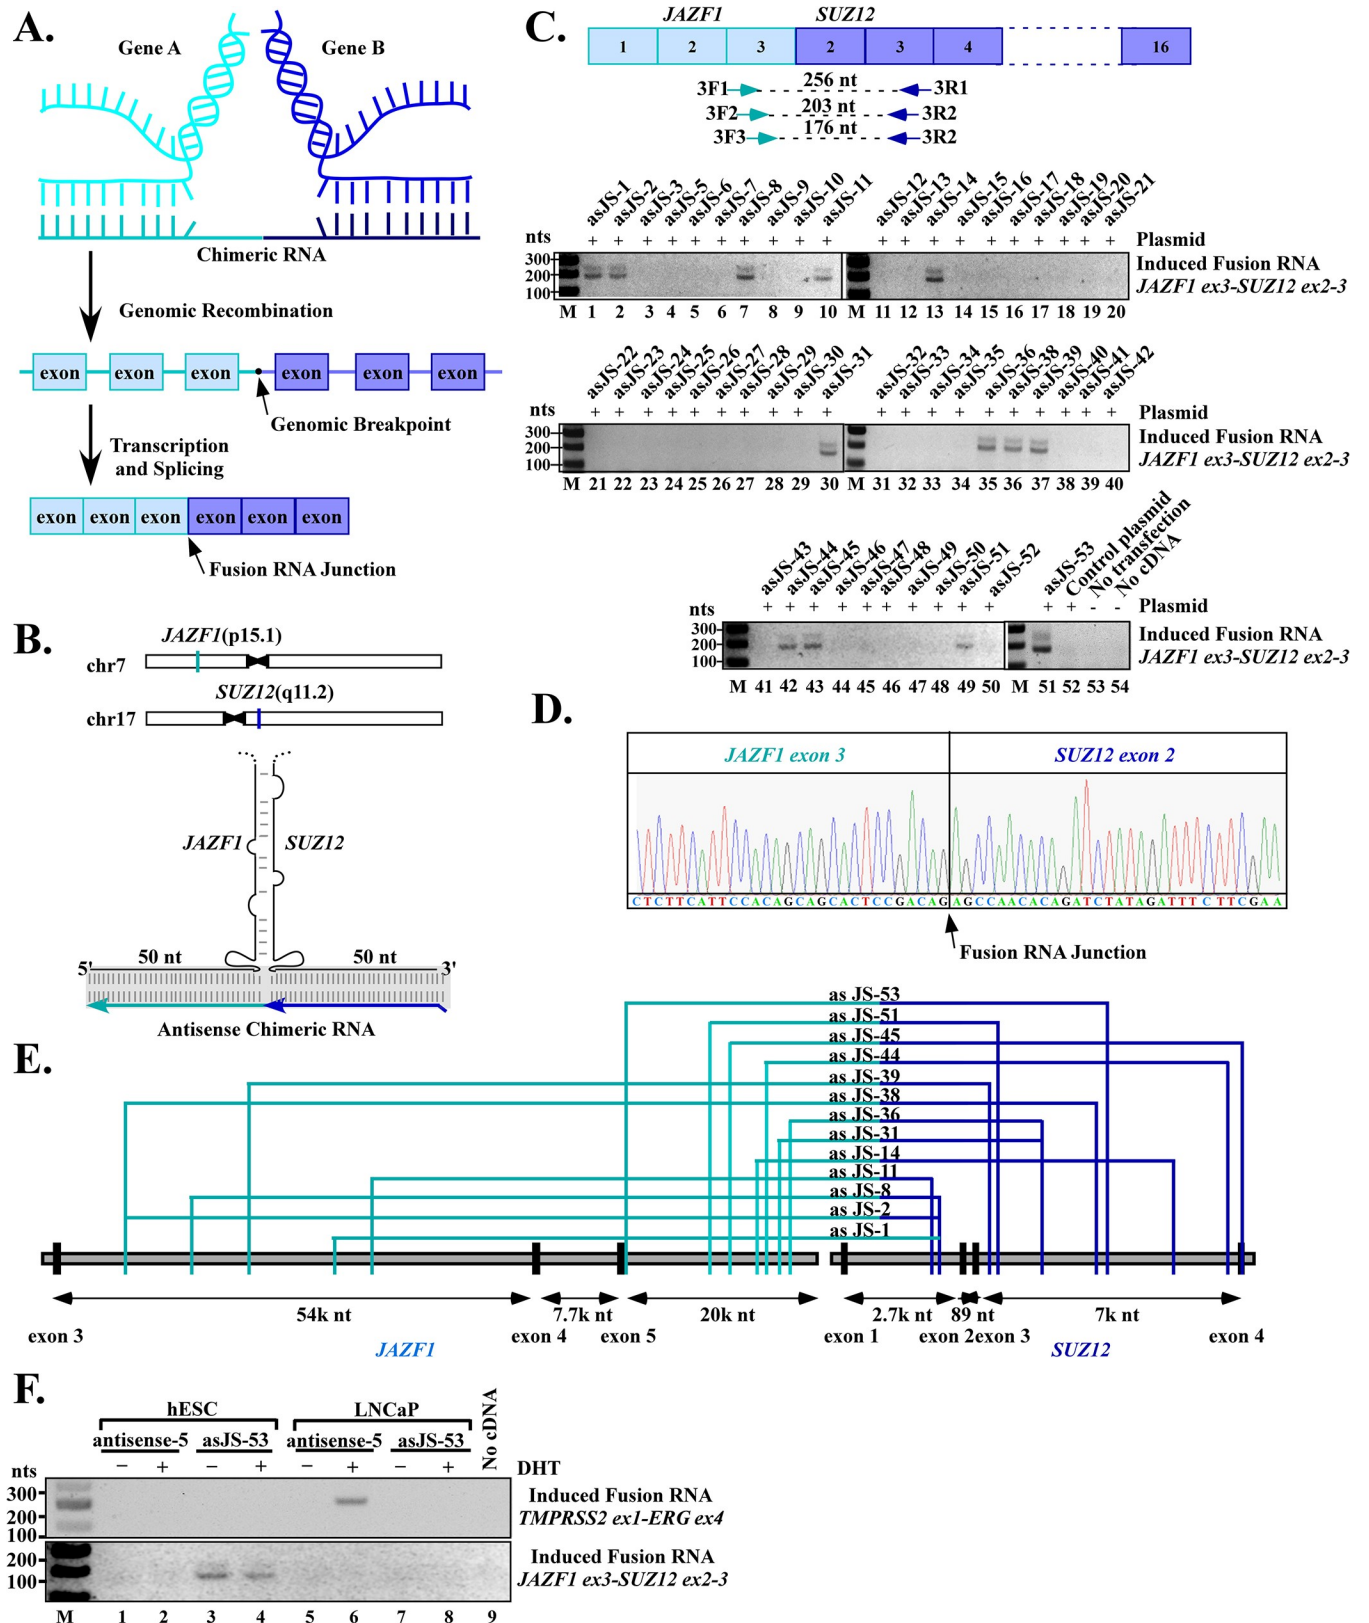 A.
Gene A
Gene B
Chimeric RNA
Genomic Recombination
exon exon exon exon exon exon
Genomic Breakpoint
Transcription
and Splicing
exon exon exon exon exon exon
Fusion RNA Junction
B.
JAZF1(p15.1)
chr7
SUZ12(q11.2)
chr17
JAZF1 SUZ12
50 nt 50 nt
5' 3'
Antisense Chimeric RNA
C.
JAZF1 SUZ12
1 2 3 2 3 4 16
256 nt
3F1 3R1
203 nt
3F2 3R2
176 nt
3F3 3R2
asJS-1 asJS-2 asJS-3 asJS-5 asJS-6 asJS-7 asJS-8 asJS-9 asJS-10 asJS-11 asJS-12 asJS-13 asJS-14 asJS-15 asJS-16 asJS-17 asJS-18 asJS-19 asJS-20 asJS-21
nts + + + + + + + + + + + + + + + + + + + + Plasmid
300
200
100
Induced Fusion RNA
JAZF1 ex3-SUZ12 ex2-3
M 1 2 3 4 5 6 7 8 9 10 11 12 13 14 15 16 17 18 19 20
asJS-22 asJS-23 asJS-24 asJS-25 asJS-26 asJS-27 asJS-28 asJS-29 asJS-30 asJS-31 asJS-32 asJS-33 asJS-34 asJS-35 asJS-36 asJS-38 asJS-39 asJS-40 asJS-41 asJS-42
nts + + + + + + + + + + + + + + + + + + + + Plasmid
300
200
100
Induced Fusion RNA
JAZF1 ex3-SUZ12 ex2-3
M 21 22 23 24 25 26 27 28 29 30 31 32 33 34 35 36 37 38 39 40
asJS-43 asJS-44 asJS-45 asJS-46 asJS-47 asJS-48 asJS-49 asJS-50 asJS-51 asJS-52 asJS-53 Control plasmid No transfection No cDNA
nts + + + + + + + + + + + + - - Plasmid
300
200
100
Induced Fusion RNA
JAZF1 ex3-SUZ12 ex2-3
M 41 42 43 44 45 46 47 48 49 50 M 51 52 53 54
D.
JAZF1 exon 3 SUZ12 exon 2
CTCTTCATTCCACAGCAGCACTCCGACAGAGCCAACACAGATCTATAGATTTCTTCGAA
Fusion RNA Junction
E.
as JS-53
as JS-51
as JS-45
as JS-44
as JS-39
as JS-38
as JS-36
as JS-31
as JS-14
as JS-11
as JS-8
as JS-2
as JS-1
54k nt 7.7k nt 20k nt 2.7k nt 89 nt 7k nt
exon 3 exon 4 exon 5 exon 1 exon 2 exon 3 exon 4
JAZF1 SUZ12
F.
hESC LNCaP No cDNA
antisense-5 asJS-53 antisense-5 asJS-53
− + − + − + − + DHT
nts
300
200
100
Induced Fusion RNA
TMPRSS2 ex1-ERG ex4
200
100
Induced Fusion RNA
JAZF1 ex3-SUZ12 ex2-3
M 1 2 3 4 5 6 7 8 9